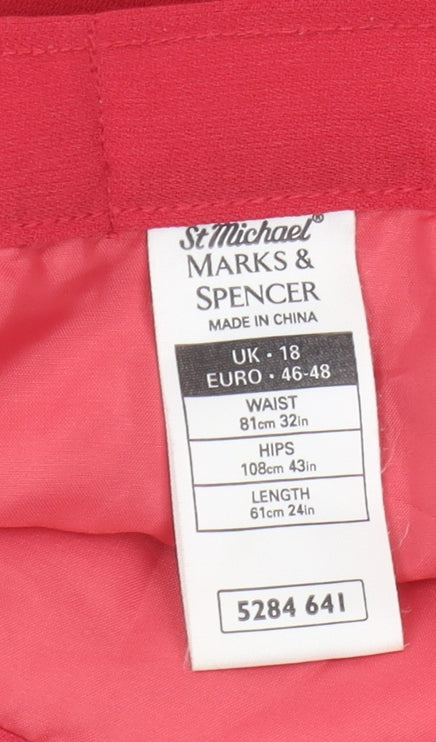 St Michael®
MARKS &
SPENCER
MADE IN CHINA
UK · 18
EURO · 46-48
WAIST
81cm 32in
HIPS
108cm 43in
LENGTH
61cm 24in
5284 641